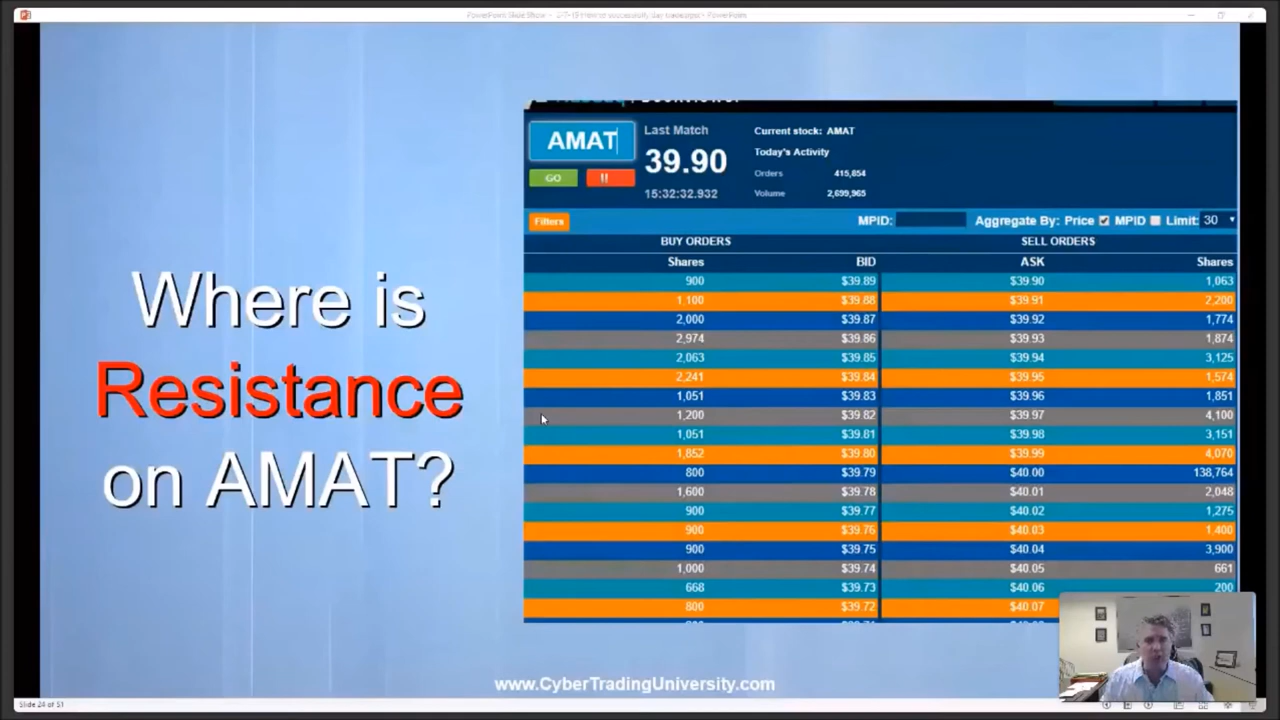 Where is
Resistance
on AMAT?
AMAT
Last Match
39.90
15:32:32.932
GO
!!
Current stock: AMAT
Today's Activity
Orders 415,854
Volume 2,699,965
Filters MPID: Aggregate By: Price MPID Limit: 30
BUY ORDERS SELL ORDERS
Shares BID ASK Shares
900 $39.89 $39.90 1,063
1,100 $39.88 $39.91 2,200
2,000 $39.87 $39.92 1,774
2,974 $39.86 $39.93 1,874
2,063 $39.85 $39.94 3,125
2,241 $39.84 $39.95 1,574
1,051 $39.83 $39.96 1,851
1,200 $39.82 $39.97 4,100
1,051 $39.81 $39.98 3,151
1,852 $39.80 $39.99 4,070
800 $39.79 $40.00 138,764
1,600 $39.78 $40.01 2,048
900 $39.77 $40.02 1,275
900 $39.76 $40.03 1,400
900 $39.75 $40.04 3,900
1,000 $39.74 $40.05 661
668 $39.73 $40.06 200
800 $39.72 $40.07
www.CyberTradingUniversity.com
Slide 24 of 51